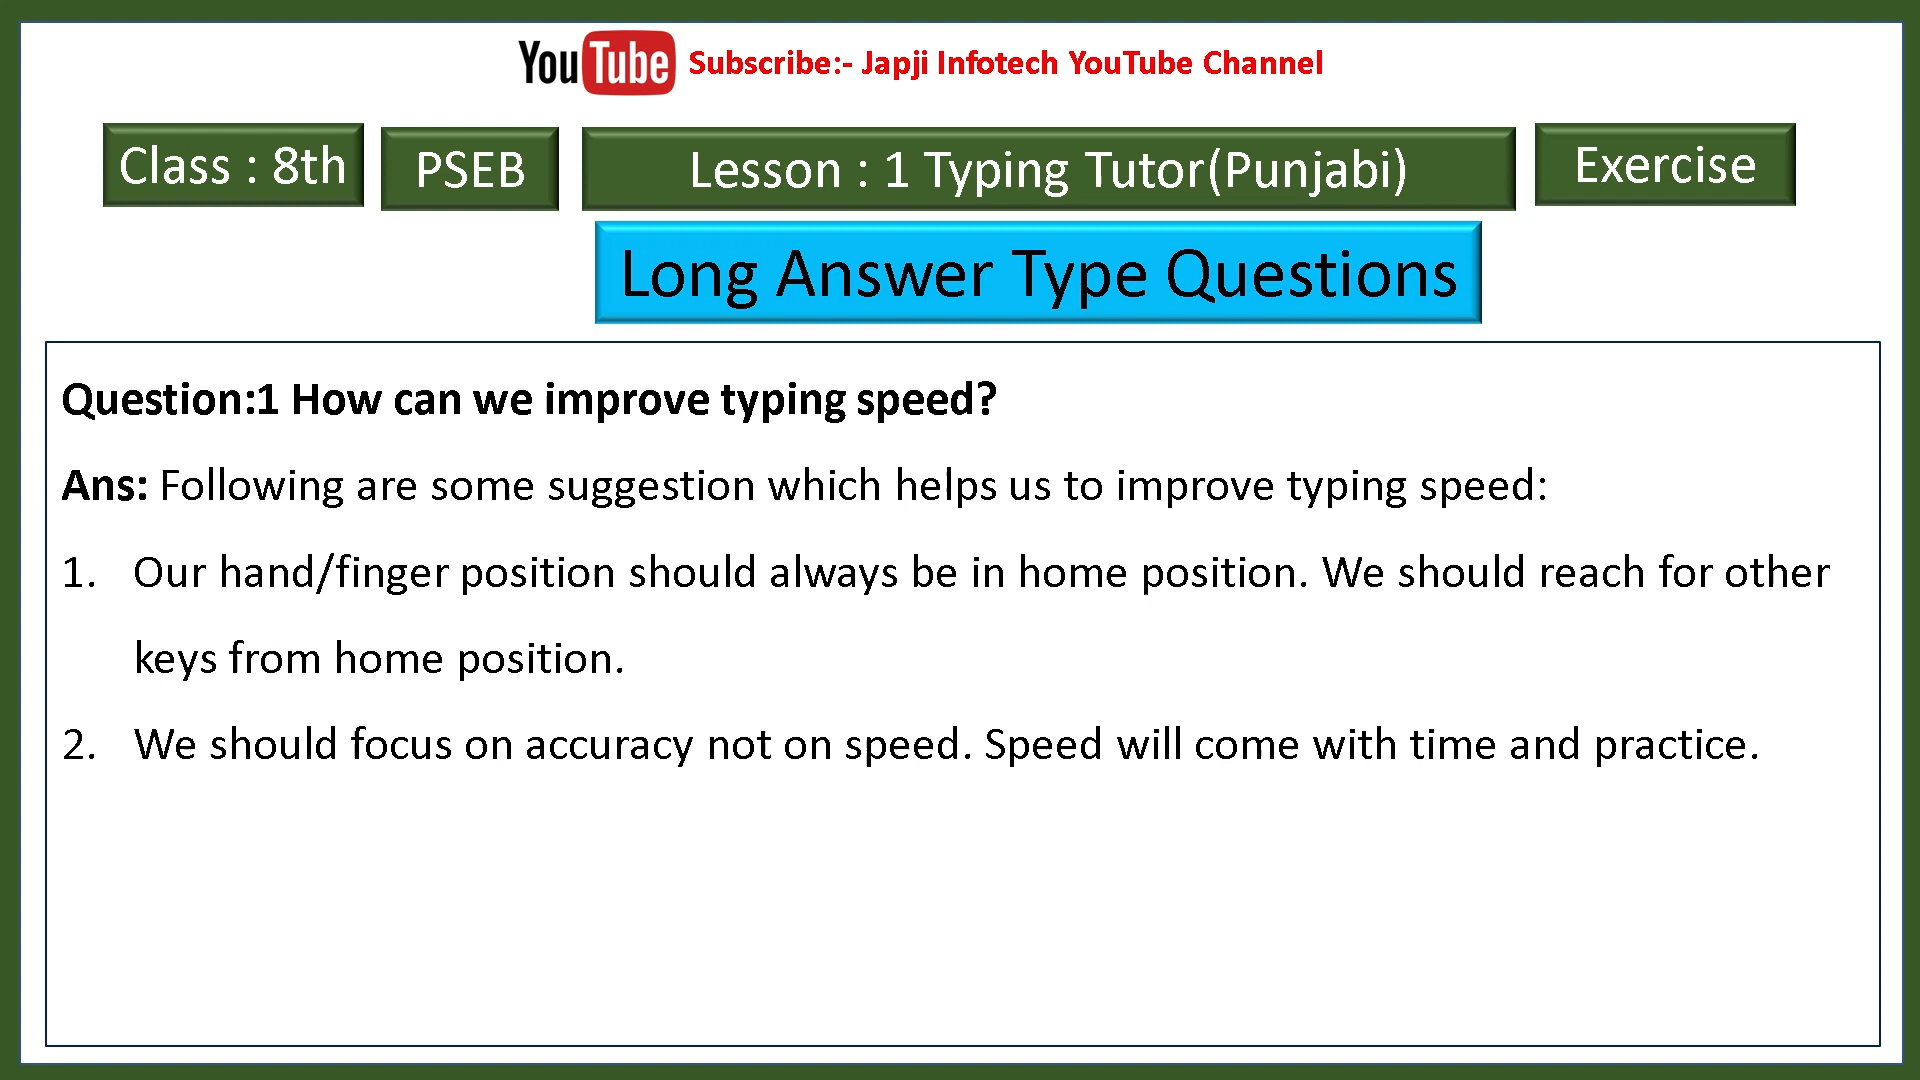 YouTube Subscribe:- Japji Infotech YouTube Channel
Class : 8th PSEB Lesson : 1 Typing Tutor(Punjabi) Exercise
Long Answer Type Questions
Question:1 How can we improve typing speed?
Ans: Following are some suggestion which helps us to improve typing speed:
1. Our hand/finger position should always be in home position. We should reach for other
keys from home position.
2. We should focus on accuracy not on speed. Speed will come with time and practice.